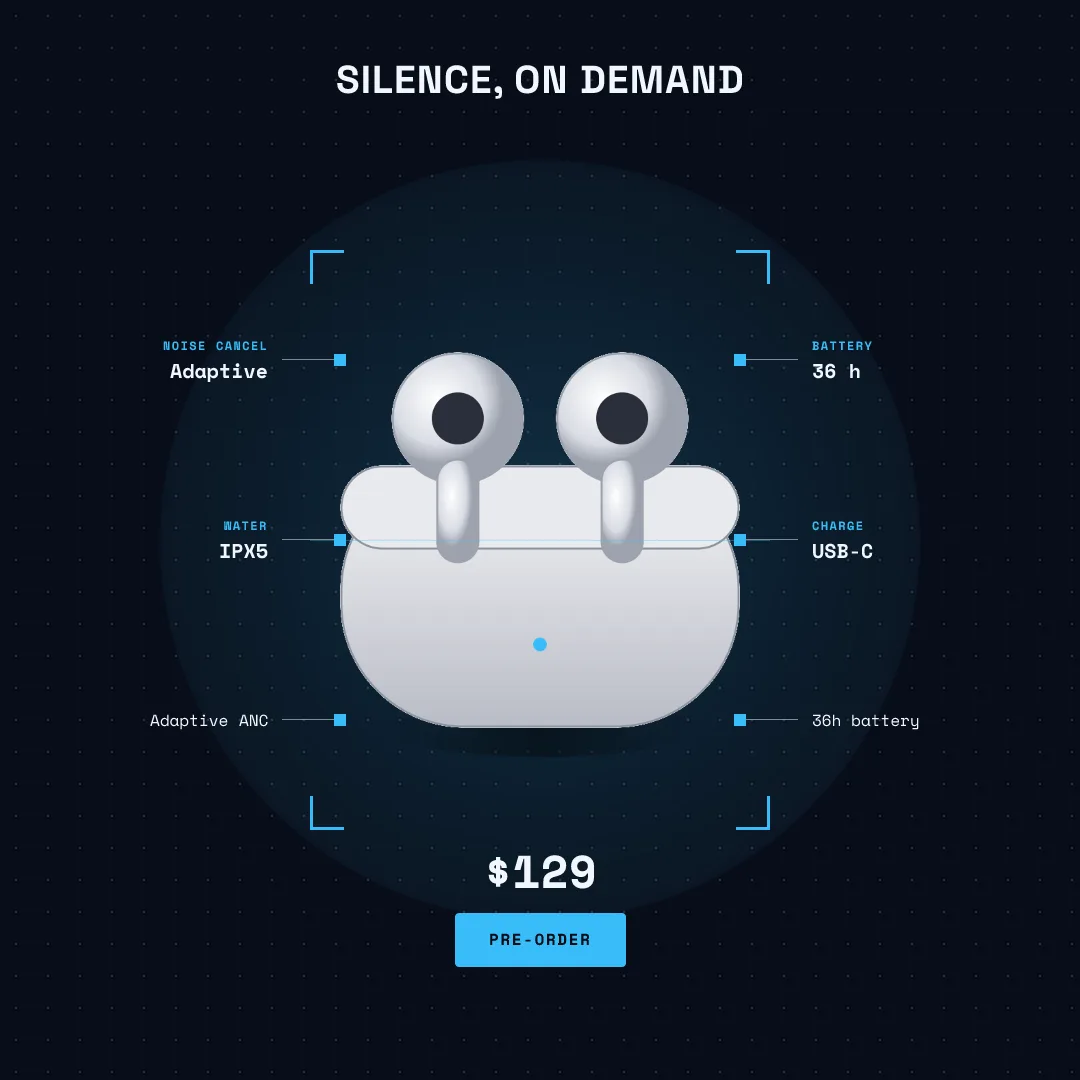 SILENCE, ON DEMAND
NOISE CANCEL
Adaptive
BATTERY
36 h
WATER
IPX5
CHARGE
USB-C
Adaptive ANC
36h battery
$129
PRE-ORDER